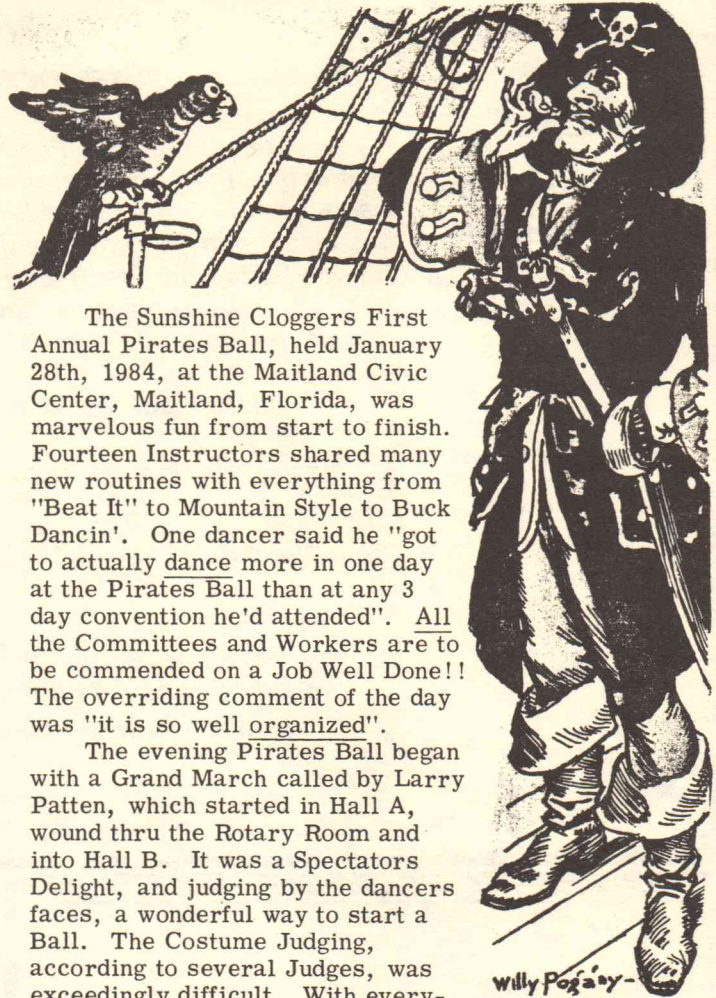 The Sunshine Cloggers First
Annual Pirates Ball, held January
28th, 1984, at the Maitland Civic
Center, Maitland, Florida, was
marvelous fun from start to finish.
Fourteen Instructors shared many
new routines with everything from
"Beat It" to Mountain Style to Buck
Dancin'. One dancer said he "got
to actually dance more in one day
at the Pirates Ball than at any 3
day convention he'd attended". All
the Committees and Workers are to
be commended on a Job Well Done!!
The overriding comment of the day
was "it is so well organized".
The evening Pirates Ball began
with a Grand March called by Larry
Patten, which started in Hall A,
wound thru the Rotary Room and
into Hall B. It was a Spectators
Delight, and judging by the dancers
faces, a wonderful way to start a
Ball. The Costume Judging,
according to several Judges, was
exceedingly difficult. With every-
Willy Pogány-